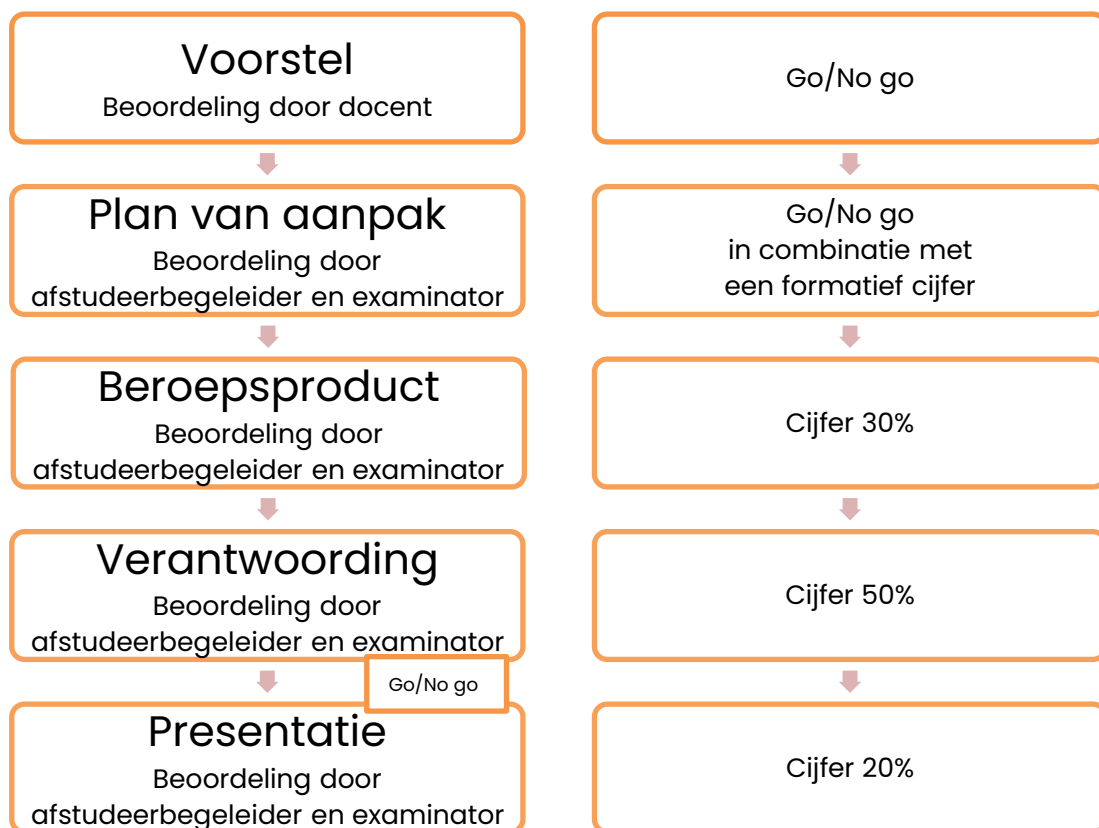 Voorstel
Beoordeling door docent
Go/No go
Plan van aanpak
Beoordeling door
afstudeerbegeleider en examinator
Go/No go
in combinatie met
een formatief cijfer
Beroepsproduct
Beoordeling door
afstudeerbegeleider en examinator
Cijfer 30%
Verantwoording
Beoordeling door
afstudeerbegeleider en examinator
Cijfer 50%
Go/No go
Presentatie
Beoordeling door
afstudeerbegeleider en examinator
Cijfer 20%